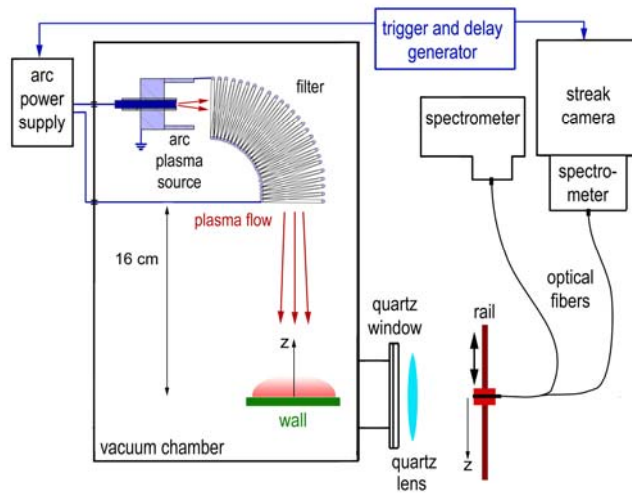 trigger and delay
generator
arc
power
supply
filter
arc
plasma
source
spectrometer
streak
camera
spectro-
meter
plasma flow
16 cm
optical
fibers
quartz
window
rail
z
wall
z
vacuum chamber
quartz
lens